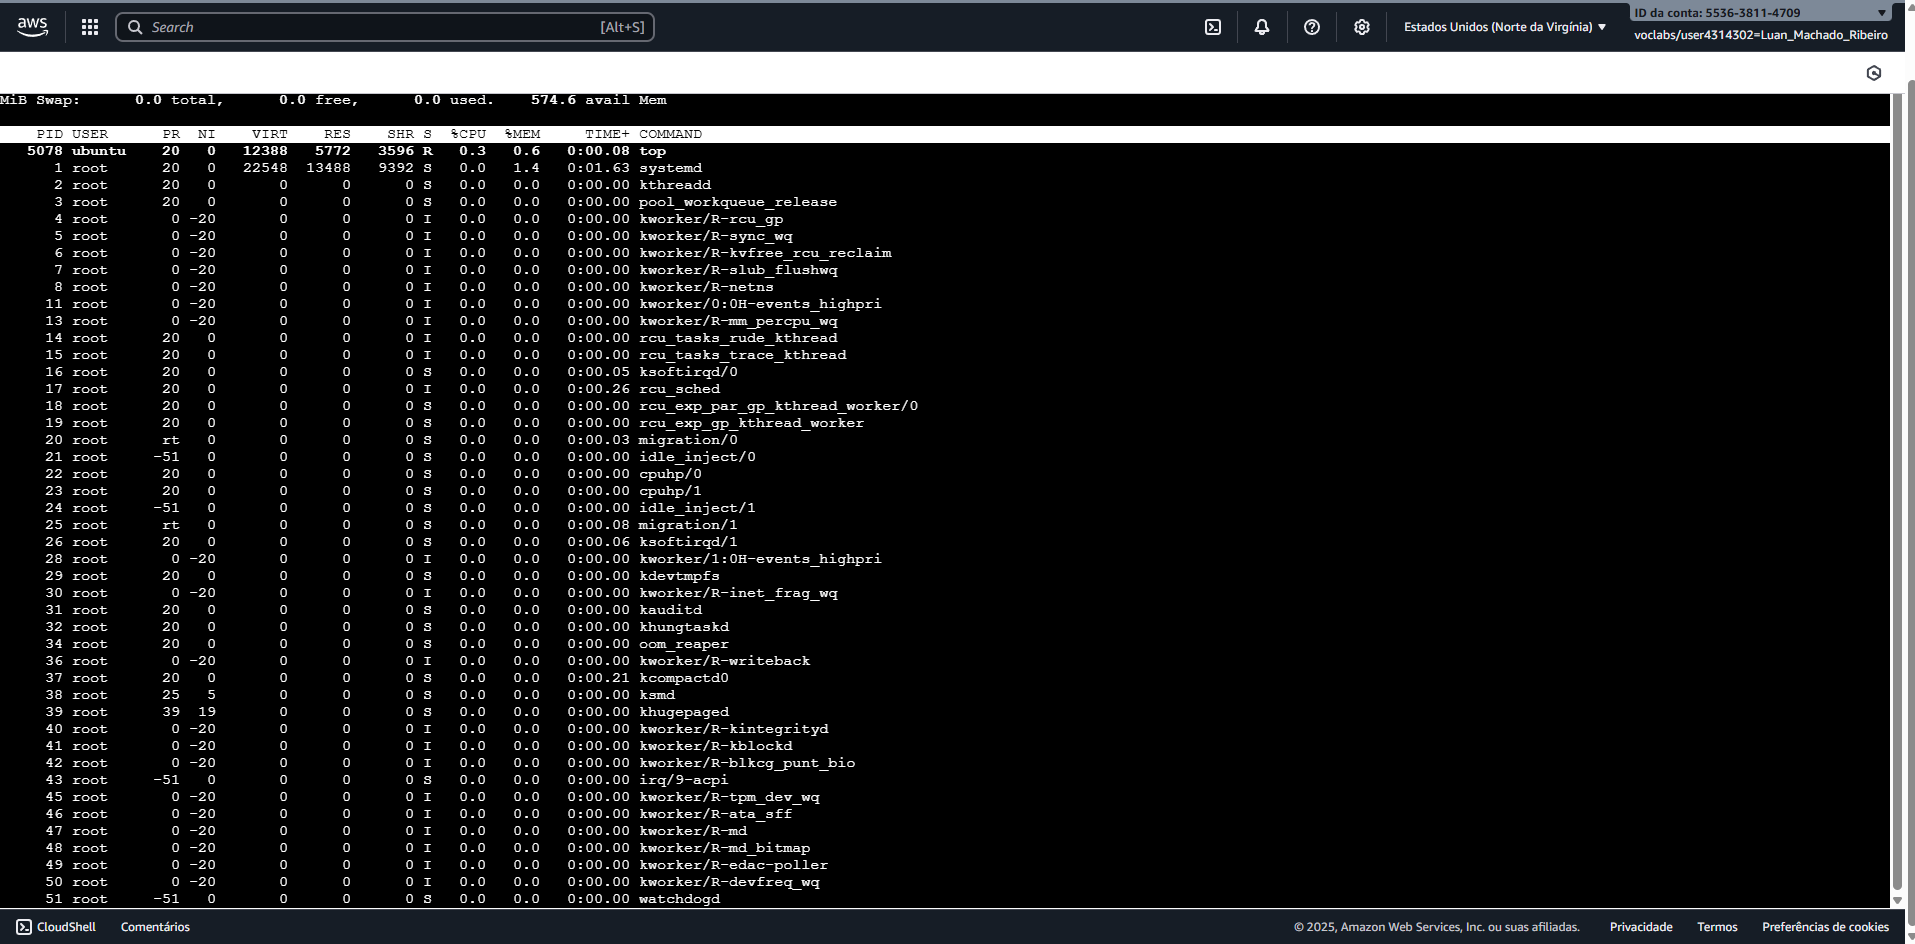 aws
Search [Alt+S]
Estados Unidos (Norte da Virgínia)
ID da conta: 5536-3811-4709
voclabs/user4314302=Luan_Machado_Ribeiro
MiB Swap: 0.0 total, 0.0 free, 0.0 used. 574.6 avail Mem
PID USER PR NI VIRT RES SHR S %CPU %MEM TIME+ COMMAND
5078 ubuntu 20 0 12388 5772 3596 R 0.3 0.6 0:00.08 top
1 root 20 0 22548 13488 9392 S 0.0 1.4 0:01.63 systemd
2 root 20 0 0 0 0 S 0.0 0.0 0:00.00 kthreadd
3 root 20 0 0 0 0 S 0.0 0.0 0:00.00 pool_workqueue_release
4 root 0 -20 0 0 0 I 0.0 0.0 0:00.00 kworker/R-rcu_gp
5 root 0 -20 0 0 0 I 0.0 0.0 0:00.00 kworker/R-sync_wq
6 root 0 -20 0 0 0 I 0.0 0.0 0:00.00 kworker/R-kvfree_rcu_reclaim
7 root 0 -20 0 0 0 I 0.0 0.0 0:00.00 kworker/R-slub_flushwq
8 root 0 -20 0 0 0 I 0.0 0.0 0:00.00 kworker/R-netns
11 root 0 -20 0 0 0 I 0.0 0.0 0:00.00 kworker/0:0H-events_highpri
13 root 0 -20 0 0 0 I 0.0 0.0 0:00.00 kworker/R-mm_percpu_wq
14 root 20 0 0 0 0 I 0.0 0.0 0:00.00 rcu_tasks_rude_kthread
15 root 20 0 0 0 0 I 0.0 0.0 0:00.00 rcu_tasks_trace_kthread
16 root 20 0 0 0 0 S 0.0 0.0 0:00.05 ksoftirqd/0
17 root 20 0 0 0 0 I 0.0 0.0 0:00.26 rcu_sched
18 root 20 0 0 0 0 S 0.0 0.0 0:00.00 rcu_exp_par_gp_kthread_worker/0
19 root 20 0 0 0 0 S 0.0 0.0 0:00.00 rcu_exp_gp_kthread_worker
20 root rt 0 0 0 0 S 0.0 0.0 0:00.03 migration/0
21 root -51 0 0 0 0 S 0.0 0.0 0:00.00 idle_inject/0
22 root 20 0 0 0 0 S 0.0 0.0 0:00.00 cpuhp/0
23 root 20 0 0 0 0 S 0.0 0.0 0:00.00 cpuhp/1
24 root -51 0 0 0 0 S 0.0 0.0 0:00.00 idle_inject/1
25 root rt 0 0 0 0 S 0.0 0.0 0:00.08 migration/1
26 root 20 0 0 0 0 S 0.0 0.0 0:00.06 ksoftirqd/1
28 root 0 -20 0 0 0 I 0.0 0.0 0:00.00 kworker/1:0H-events_highpri
29 root 20 0 0 0 0 S 0.0 0.0 0:00.00 kdevtmpfs
30 root 0 -20 0 0 0 I 0.0 0.0 0:00.00 kworker/R-inet_frag_wq
31 root 20 0 0 0 0 S 0.0 0.0 0:00.00 kauditd
32 root 20 0 0 0 0 S 0.0 0.0 0:00.00 khungtaskd
34 root 20 0 0 0 0 S 0.0 0.0 0:00.00 oom_reaper
36 root 0 -20 0 0 0 I 0.0 0.0 0:00.00 kworker/R-writeback
37 root 20 0 0 0 0 S 0.0 0.0 0:00.21 kcompactd0
38 root 25 5 0 0 0 S 0.0 0.0 0:00.00 ksmd
39 root 39 19 0 0 0 S 0.0 0.0 0:00.00 khugepaged
40 root 0 -20 0 0 0 I 0.0 0.0 0:00.00 kworker/R-kintegrityd
41 root 0 -20 0 0 0 I 0.0 0.0 0:00.00 kworker/R-kblockd
42 root 0 -20 0 0 0 I 0.0 0.0 0:00.00 kworker/R-blkcg_punt_bio
43 root -51 0 0 0 0 S 0.0 0.0 0:00.00 irq/9-acpi
45 root 0 -20 0 0 0 I 0.0 0.0 0:00.00 kworker/R-tpm_dev_wq
46 root 0 -20 0 0 0 I 0.0 0.0 0:00.00 kworker/R-ata_sff
47 root 0 -20 0 0 0 I 0.0 0.0 0:00.00 kworker/R-md
48 root 0 -20 0 0 0 I 0.0 0.0 0:00.00 kworker/R-md_bitmap
49 root 0 -20 0 0 0 I 0.0 0.0 0:00.00 kworker/R-edac-poller
50 root 0 -20 0 0 0 I 0.0 0.0 0:00.00 kworker/R-devfreq_wq
51 root -51 0 0 0 0 S 0.0 0.0 0:00.00 watchdogd
CloudShell Comentários © 2025, Amazon Web Services, Inc. ou suas afiliadas. Privacidade Termos Preferências de cookies